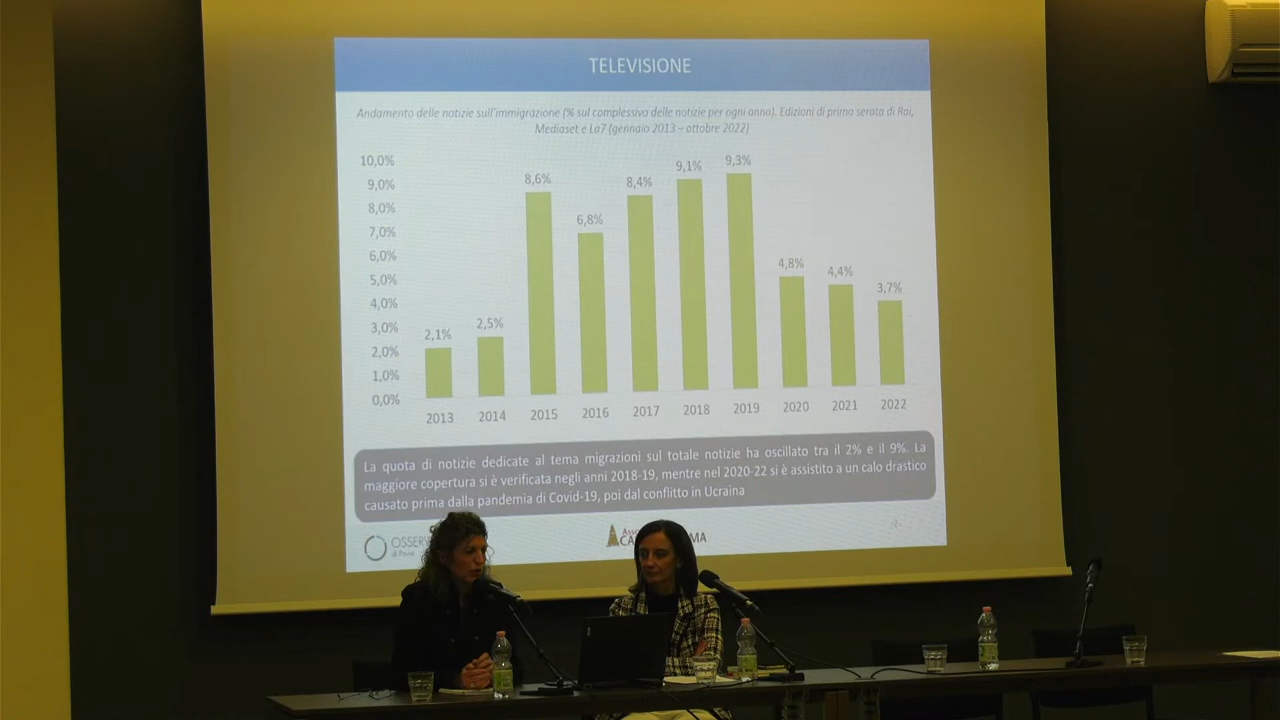 TELEVISIONE
Andamento delle notizie sull'immigrazione (% sul complessivo delle notizie per ogni anno). Edizioni di prima serata di Rai,
Mediaset e La7 (gennaio 2013 – ottobre 2022)
10,0%
9,0%
8,0%
7,0%
6,0%
5,0%
4,0%
3,0%
2,0%
1,0%
0,0%
2,1%
2,5%
8,6%
6,8%
8,4%
9,1%
9,3%
4,8%
4,4%
3,7%
2013 2014 2015 2016 2017 2018 2019 2020 2021 2022
La quota di notizie dedicate al tema migrazioni sul totale notizie ha oscillato tra il 2% e il 9%. La
maggiore copertura si è verificata negli anni 2018-19, mentre nel 2020-22 si è assistito a un calo drastico
causato prima dalla pandemia di Covid-19, poi dal conflitto in Ucraina
di Pavia